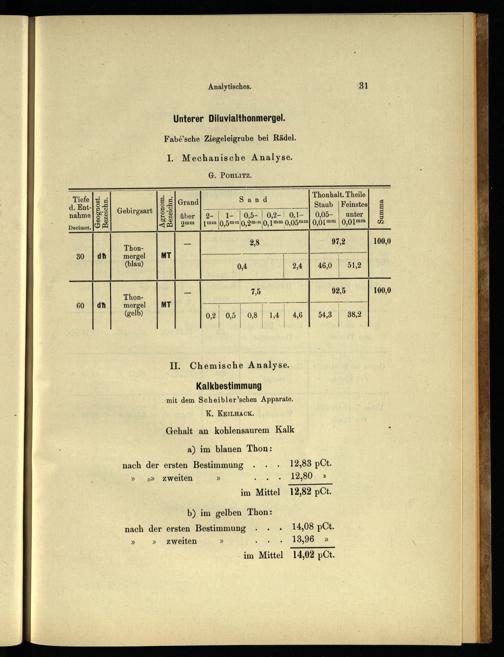 Analytisches. 31
Unterer Diluvialthonmergel.
Fabé'sche Ziegeleigrube bei Rädel.
I. Mechanische Analyse.
G. Pohlitz.
Tiefe d. Entnahme Decimet. Geognost. Bezeichn. Gebirgsart Agronom. Bezeichn. Grand über 2mm Sand 2-1mm 1-0,5mm 0,5-0,2mm 0,2-0,1mm 0,1-0,05mm Thonhalt. Theile Staub 0,05-0,01mm Feinstes unter 0,01mm Summa
30 dh Thonmergel (blau) MT — 2,8 97,2 100,0
0,4 2,4 46,0 51,2
60 dh Thonmergel (gelb) MT — 7,5 92,5 100,0
0,2 0,5 0,8 1,4 4,6 54,3 38,2
II. Chemische Analyse.
Kalkbestimmung
mit dem Scheibler'schen Apparate.
K. Keilhack.
Gehalt an kohlensaurem Kalk
a) im blauen Thon:
nach der ersten Bestimmung . . . 12,83 pCt.
» » zweiten » . . . 12,80 »
im Mittel 12,82 pCt.
b) im gelben Thon:
nach der ersten Bestimmung . . . 14,08 pCt.
» » zweiten » . . . 13,96 »
im Mittel 14,02 pCt.